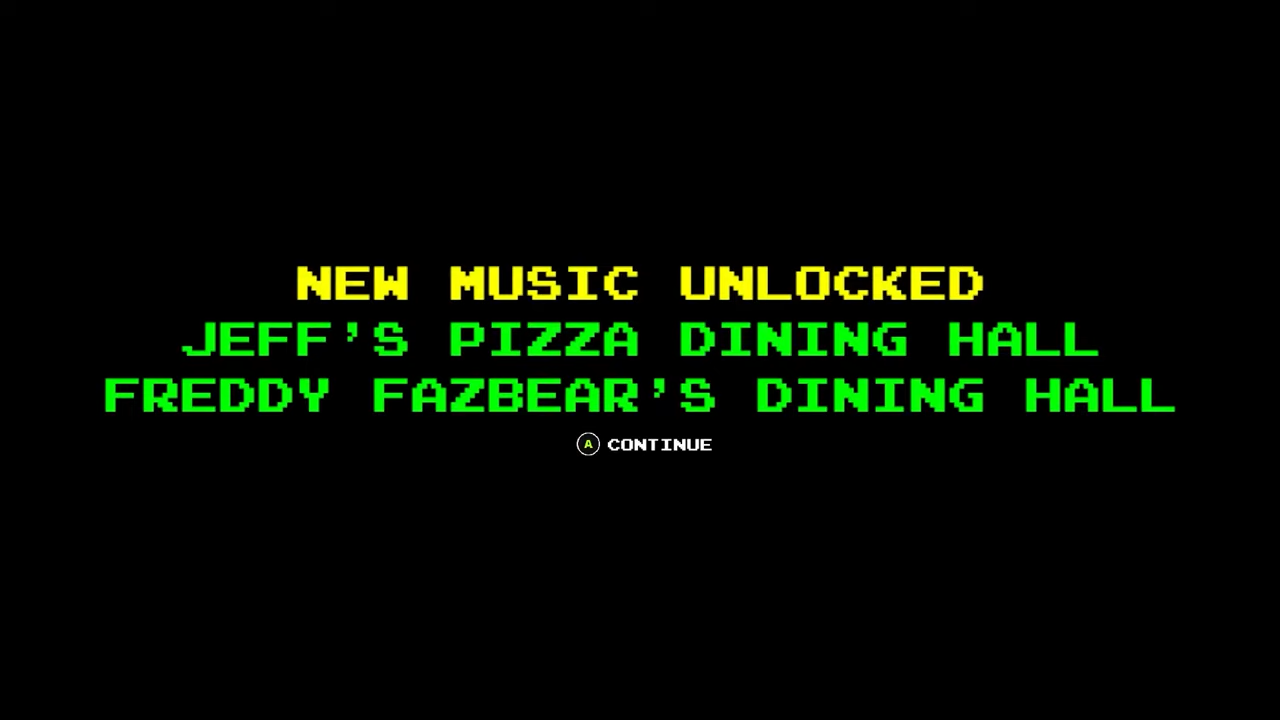 NEW MUSIC UNLOCKED
JEFF'S PIZZA DINING HALL
FREDDY FAZBEAR'S DINING HALL
A CONTINUE